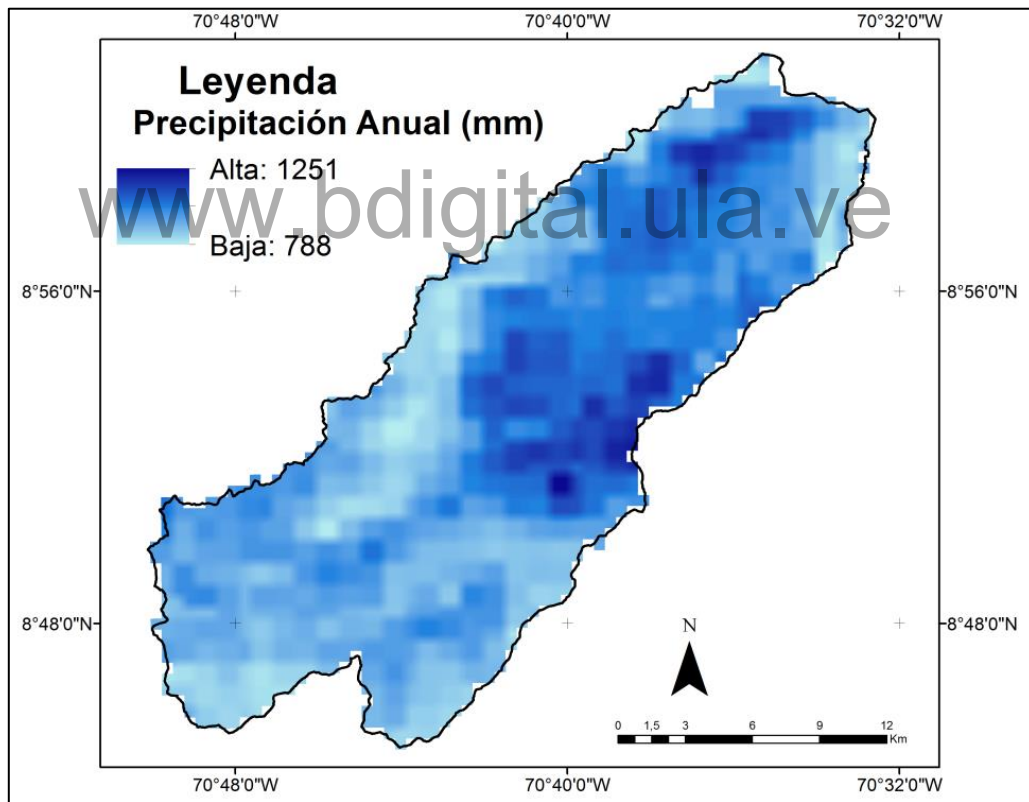 70°48'0"W 70°40'0"W 70°32'0"W
Leyenda
Precipitación Anual (mm)
Alta: 1251
www.bdigital.ula.ve
Baja: 788
8°56'0"N 8°56'0"N
8°48'0"N 8°48'0"N
N
0 1,5 3 6 9 12
Km
70°48'0"W 70°40'0"W 70°32'0"W